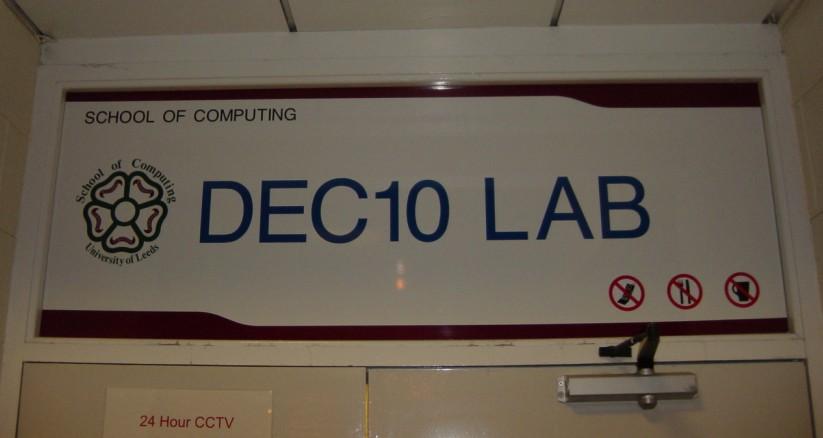 SCHOOL OF COMPUTING
School of Computing
University of Leeds
DEC10 LAB
24 Hour CCTV